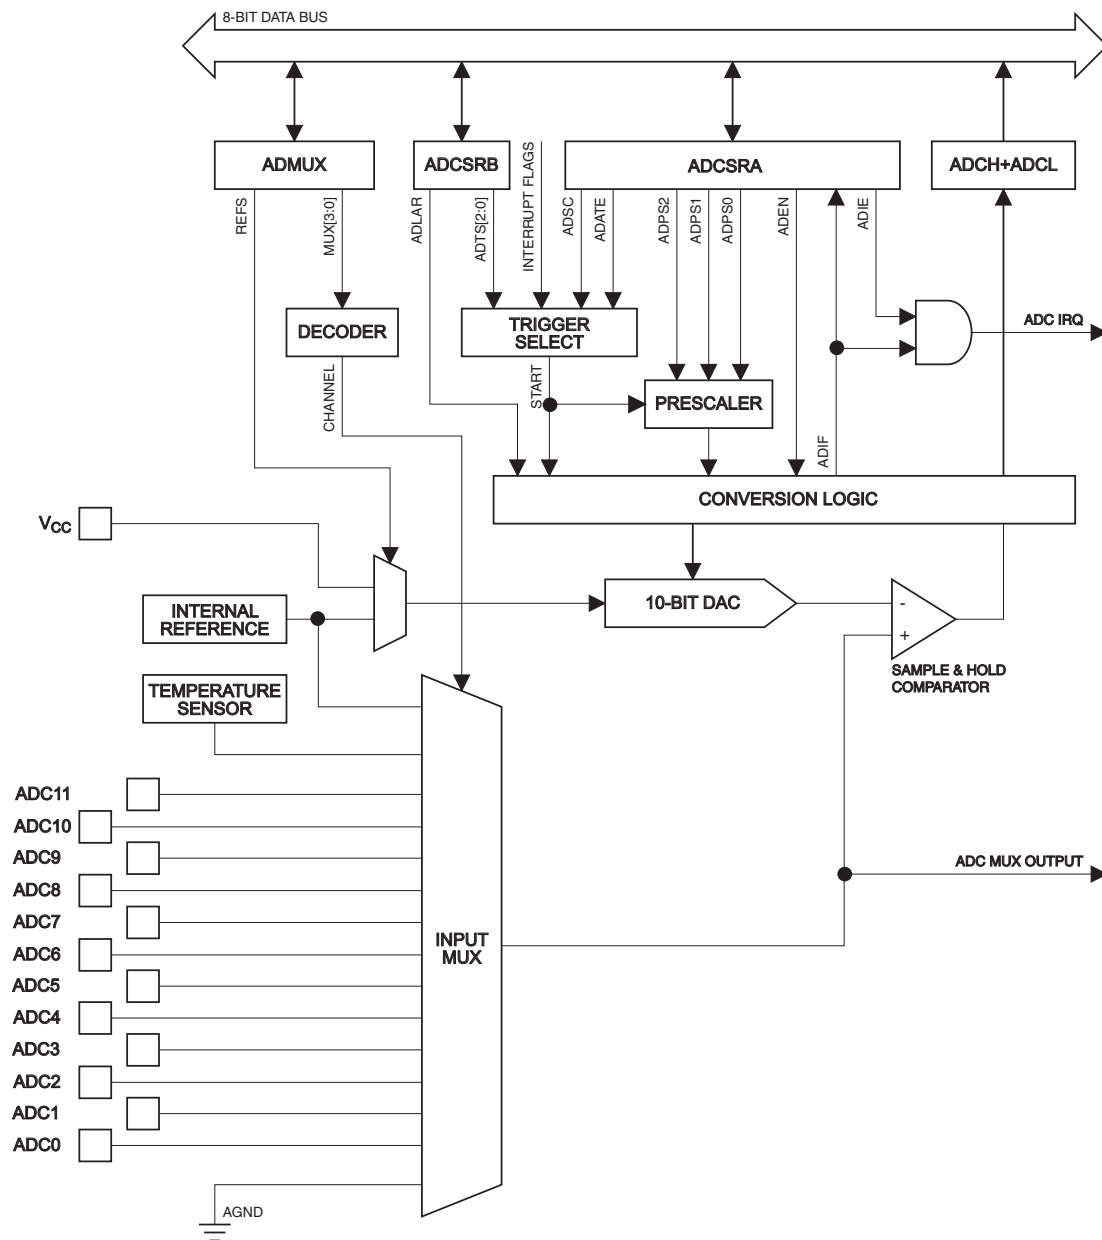 8-BIT DATA BUS
ADMUX
ADCSRB
ADCSRA
ADCH+ADCL
REFS
MUX[3:0]
ADLAR
ADTS[2:0]
INTERRUPT FLAGS
ADSC
ADATE
ADPS2
ADPS1
ADPS0
ADEN
ADIE
DECODER
TRIGGER
SELECT
ADC IRQ
CHANNEL
START
PRESCALER
ADIF
CONVERSION LOGIC
VCC
INTERNAL
REFERENCE
10-BIT DAC
-
+
SAMPLE & HOLD
COMPARATOR
TEMPERATURE
SENSOR
ADC11
ADC10
ADC9
ADC8
ADC7
ADC6
ADC5
ADC4
ADC3
ADC2
ADC1
ADC0
INPUT
MUX
ADC MUX OUTPUT
AGND